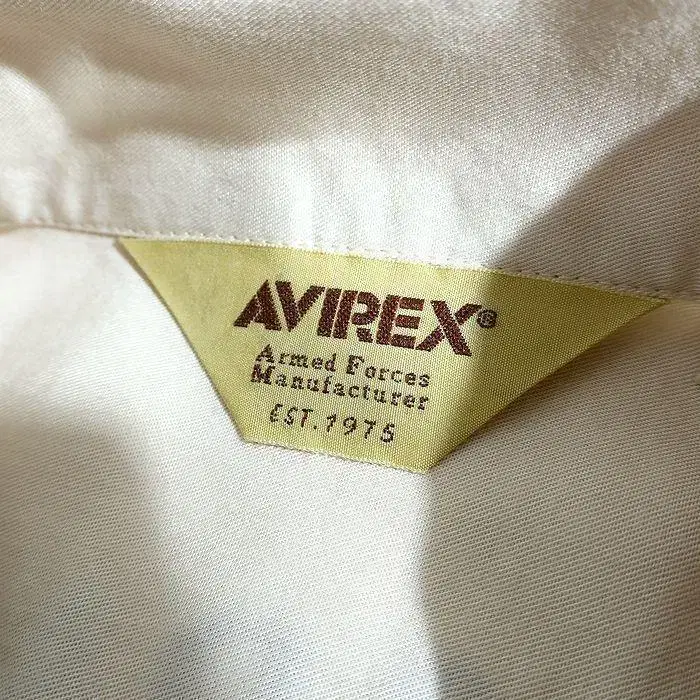 AVIREX®
Armed Forces
Manufacturer
EST.1975